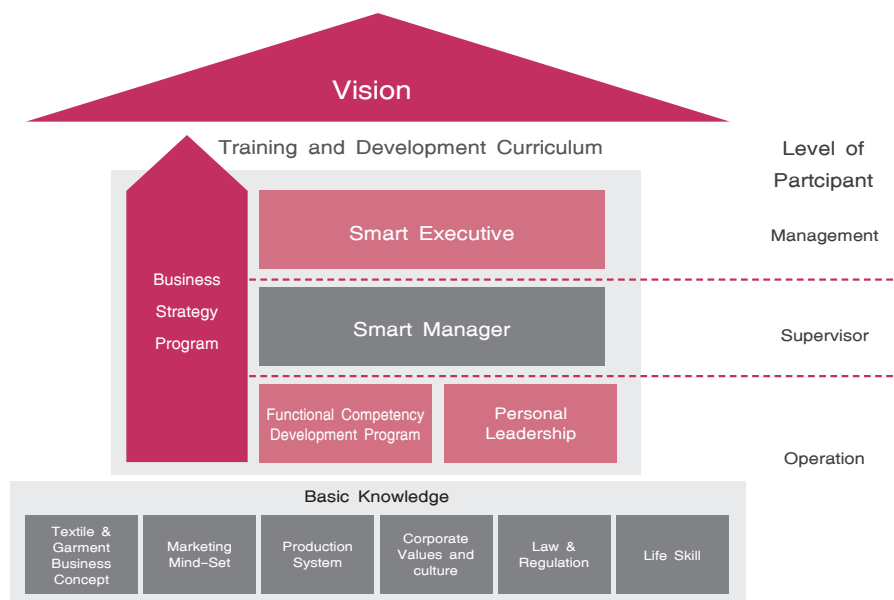 Vision
Training and Development Curriculum
Level of
Partcipant
Smart Executive
Management
Business
Strategy
Program
Smart Manager
Supervisor
Functional Competency
Development Program
Personal
Leadership
Operation
Basic Knowledge
Textile &
Garment
Business
Concept
Marketing
Mind-Set
Production
System
Corporate
Values and
culture
Law &
Regulation
Life Skill